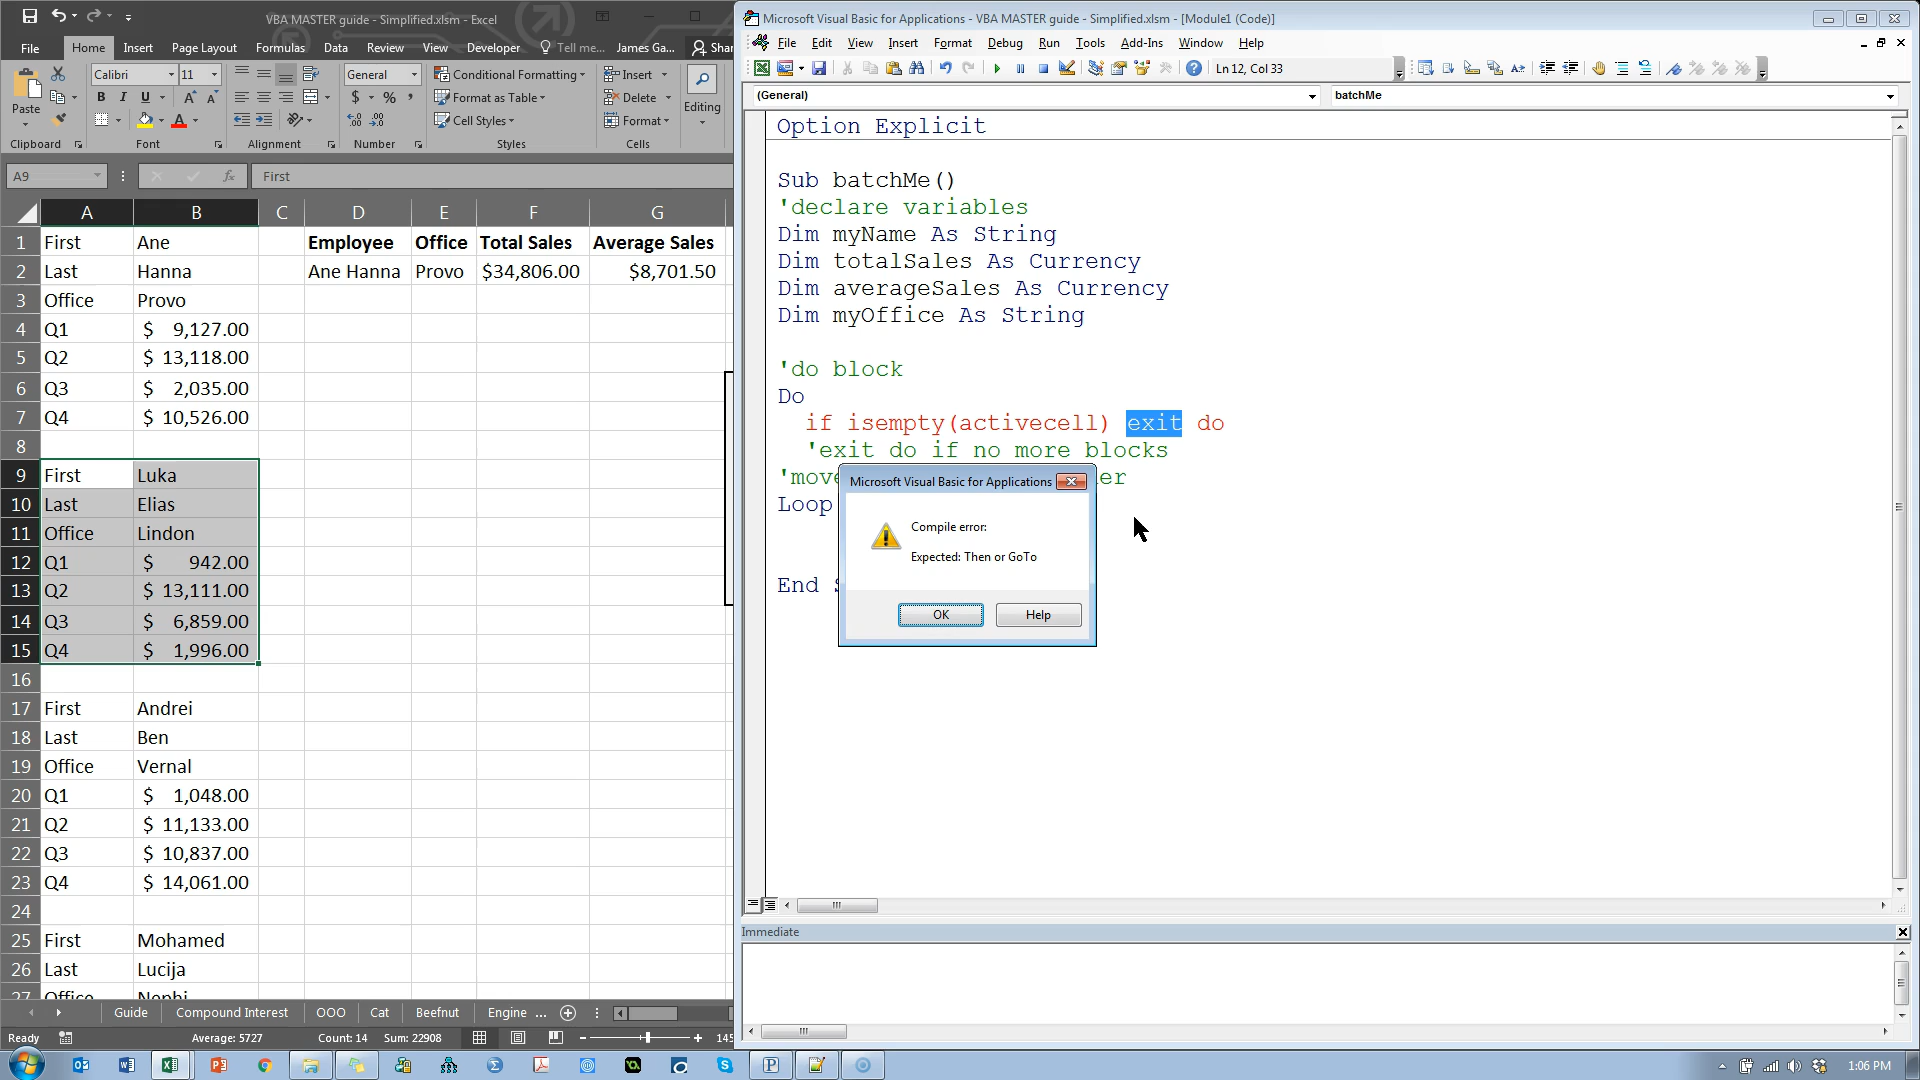 VBA MASTER guide - Simplified.xlsm - Excel
File Home Insert Page Layout Formulas Data Review View Developer Tell me... James Ga... Shar
Paste
Calibri 11
B I U A A
A
General
$ % ,
Conditional Formatting
Format as Table
Cell Styles
Insert
Delete
Format
Editing
Clipboard Font Alignment Number Styles Cells
A9 fx First
A B C D E F G
1 First Ane Employee Office Total Sales Average Sales
2 Last Hanna Ane Hanna Provo $34,806.00 $8,701.50
3 Office Provo
4 Q1 $ 9,127.00
5 Q2 $ 13,118.00
6 Q3 $ 2,035.00
7 Q4 $ 10,526.00
8
9 First Luka
10 Last Elias
11 Office Lindon
12 Q1 $ 942.00
13 Q2 $ 13,111.00
14 Q3 $ 6,859.00
15 Q4 $ 1,996.00
16
17 First Andrei
18 Last Ben
19 Office Vernal
20 Q1 $ 1,048.00
21 Q2 $ 11,133.00
22 Q3 $ 10,837.00
23 Q4 $ 14,061.00
24
25 First Mohamed
26 Last Lucija
27 Office Nephi
Guide Compound Interest OOO Cat Beefnut Engine ...
Ready Average: 5727 Count: 14 Sum: 22908 145
Microsoft Visual Basic for Applications - VBA MASTER guide - Simplified.xlsm - [Module1 (Code)]
File Edit View Insert Format Debug Run Tools Add-Ins Window Help
Ln 12, Col 33
(General) batchMe
Option Explicit
Sub batchMe()
'declare variables
Dim myName As String
Dim totalSales As Currency
Dim averageSales As Currency
Dim myOffice As String
'do block
Do
if isempty(activecell) exit do
'exit do if no more blocks
'move er
Loop
End S
Microsoft Visual Basic for Applications
Compile error:
Expected: Then or GoTo
OK Help
Immediate
1:06 PM